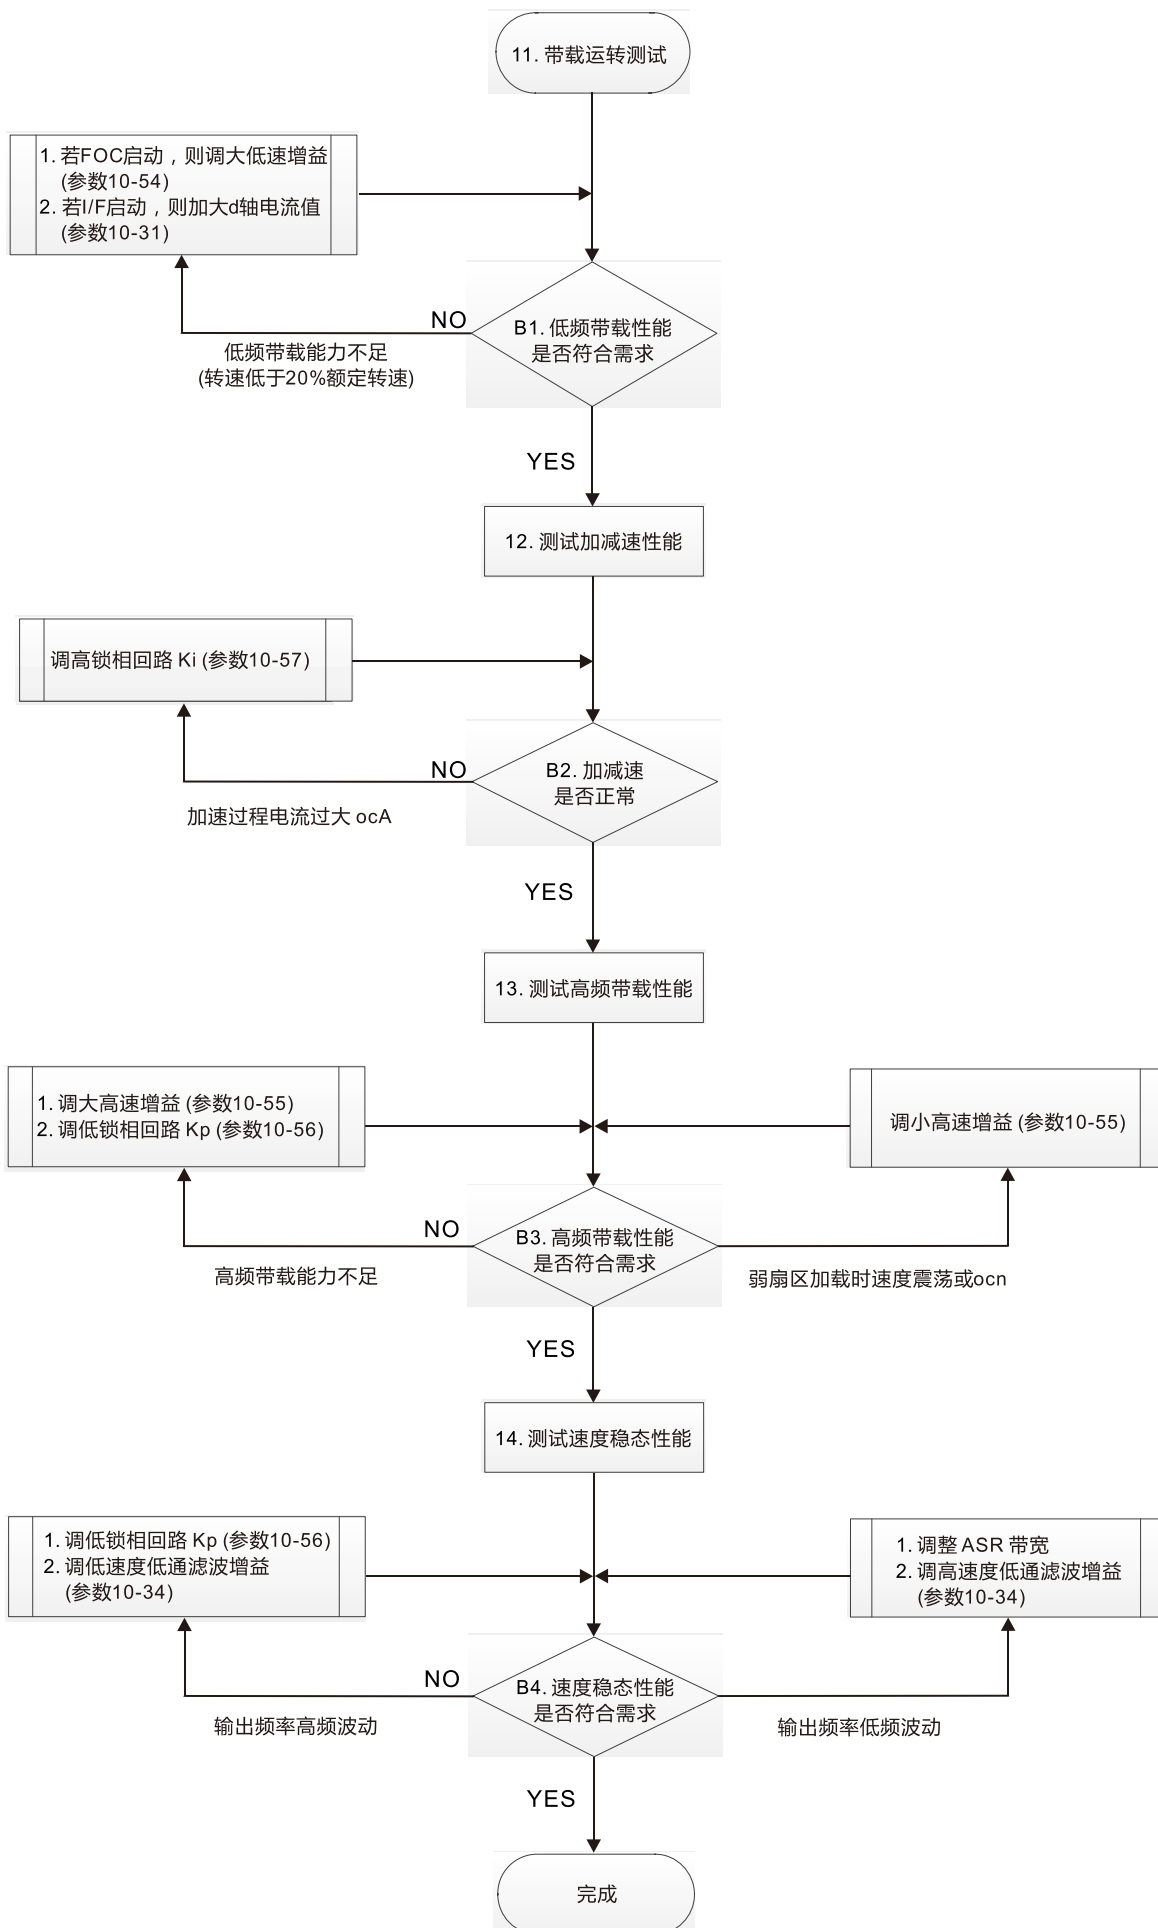 11. 带载运转测试
1. 若FOC启动，则调大低速增益
(参数10-54)
2. 若I/F启动，则加大d轴电流值
(参数10-31)
NO
B1. 低频带载性能
是否符合需求
低频带载能力不足
(转速低于20%额定转速)
YES
12. 测试加减速性能
调高锁相回路 Ki (参数10-57)
NO
B2. 加减速
是否正常
加速过程电流过大 ocA
YES
13. 测试高频带载性能
1. 调大高速增益 (参数10-55)
2. 调低锁相回路 Kp (参数10-56)
调小高速增益 (参数10-55)
NO
B3. 高频带载性能
是否符合需求
高频带载能力不足
弱扇区加载时速度震荡或ocn
YES
14. 测试速度稳态性能
1. 调低锁相回路 Kp (参数10-56)
2. 调低速度低通滤波增益
(参数10-34)
1. 调整 ASR 带宽
2. 调高速度低通滤波增益
(参数10-34)
NO
B4. 速度稳态性能
是否符合需求
输出频率高频波动
输出频率低频波动
YES
完成